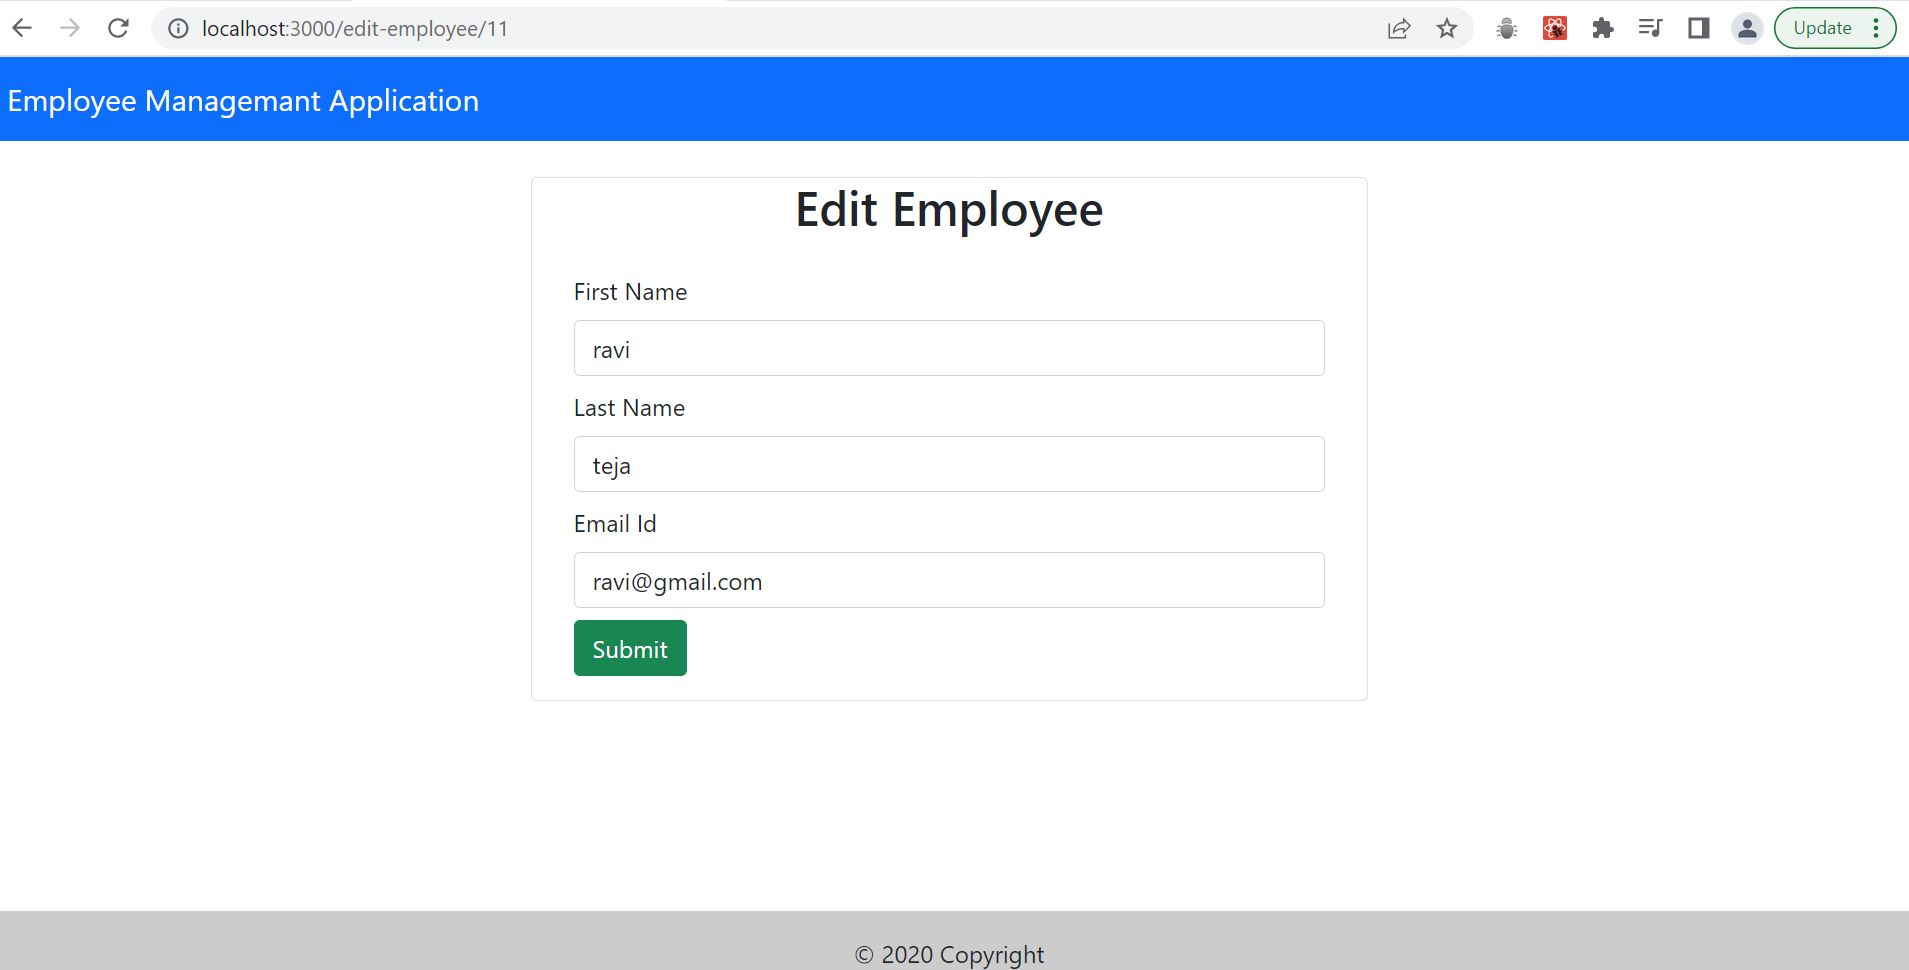 localhost:3000/edit-employee/11
Update
Employee Managemant Application
Edit Employee
First Name
ravi
Last Name
teja
Email Id
ravi@gmail.com
Submit
© 2020 Copyright